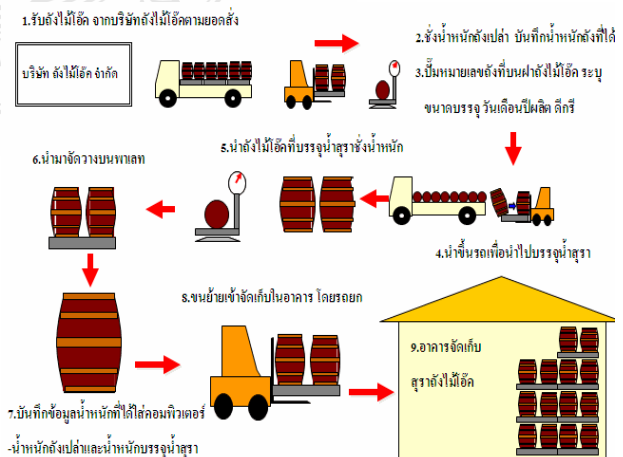 1.รับถังไม้โอ๊ค จากบริษัทถังไม้โอ๊คตามยอดสั่ง
บริษัท ถังไม้โอ๊ค จำกัด
2.ชั่งน้ำหนักถังเปล่า บันทึกน้ำหนักถังที่ได้
3.ปั๊มหมายเลขถังที่บนฝาถังไม้โอ๊ค ระบุ
ขนาดบรรจุ วันเดือนปีผลิต ดีกรี
4.นำขึ้นรถเพื่อนำไปบรรจุน้ำสุรา
5.นำถังไม้โอ๊คที่บรรจุน้ำสุราชั่งน้ำหนัก
6.นำมาจัดวางบนพาเลท
7.บันทึกข้อมูลน้ำหนักที่ได้ใส่คอมพิวเตอร์
-น้ำหนักถังเปล่าและน้ำหนักบรรจุน้ำสุรา
8.ขนย้ายเข้าจัดเก็บในอาคาร โดยรถยก
9.อาคารจัดเก็บ
สุราถังไม้โอ๊ค